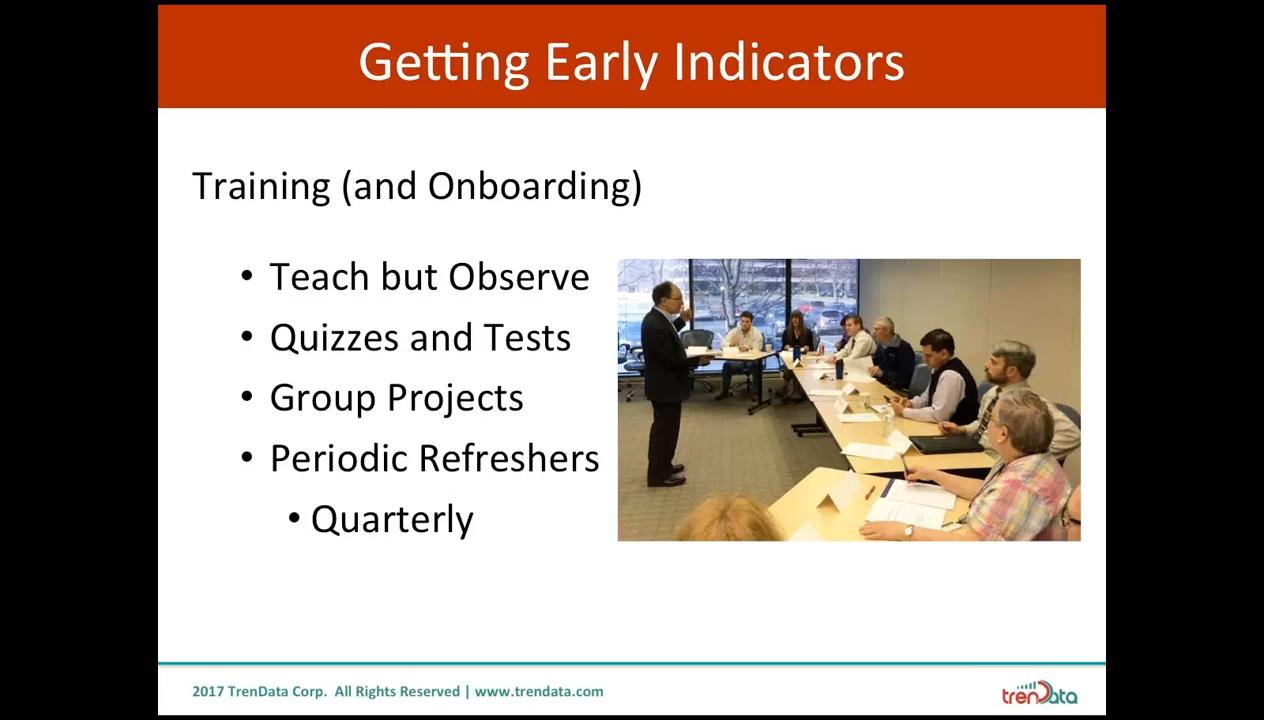 Getting Early Indicators
Training (and Onboarding)
• Teach but Observe
• Quizzes and Tests
• Group Projects
• Periodic Refreshers
• Quarterly
2017 TrenData Corp. All Rights Reserved | www.trendata.com
trenData